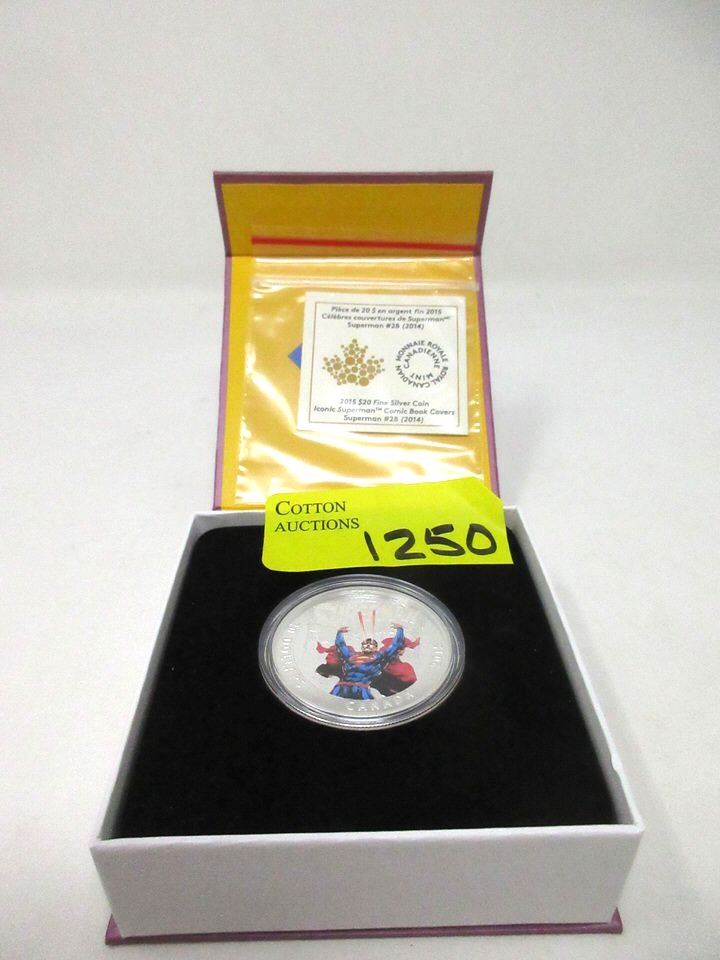 Pièce de 20 $ en argent fin 2015
Célèbres couvertures de Superman™
Superman #28 (2014)
MONNAIE ROYALE CANADIENNE
ROYAL CANADIAN MINT
2015 $20 Fine Silver Coin
Iconic Superman™ Comic Book Covers
Superman #28 (2014)
COTTON
AUCTIONS
1250
CANADA